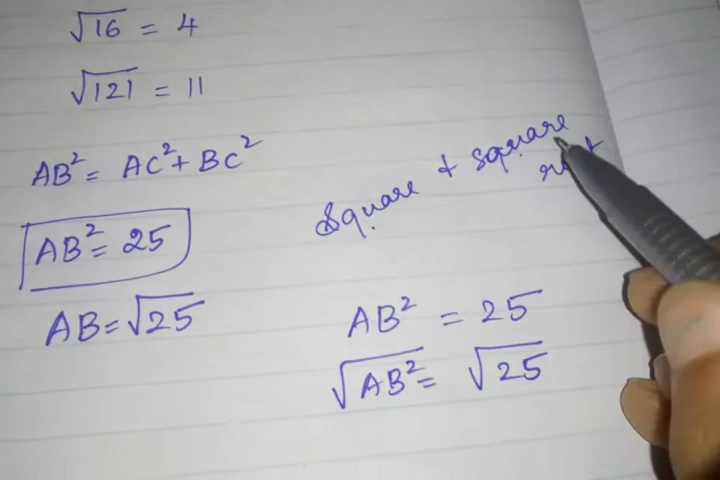 √16 = 4
√121 = 11
AB² = AC² + BC²
AB² = 25
AB = √25
Square & square
AB² = 25
√AB² = √25